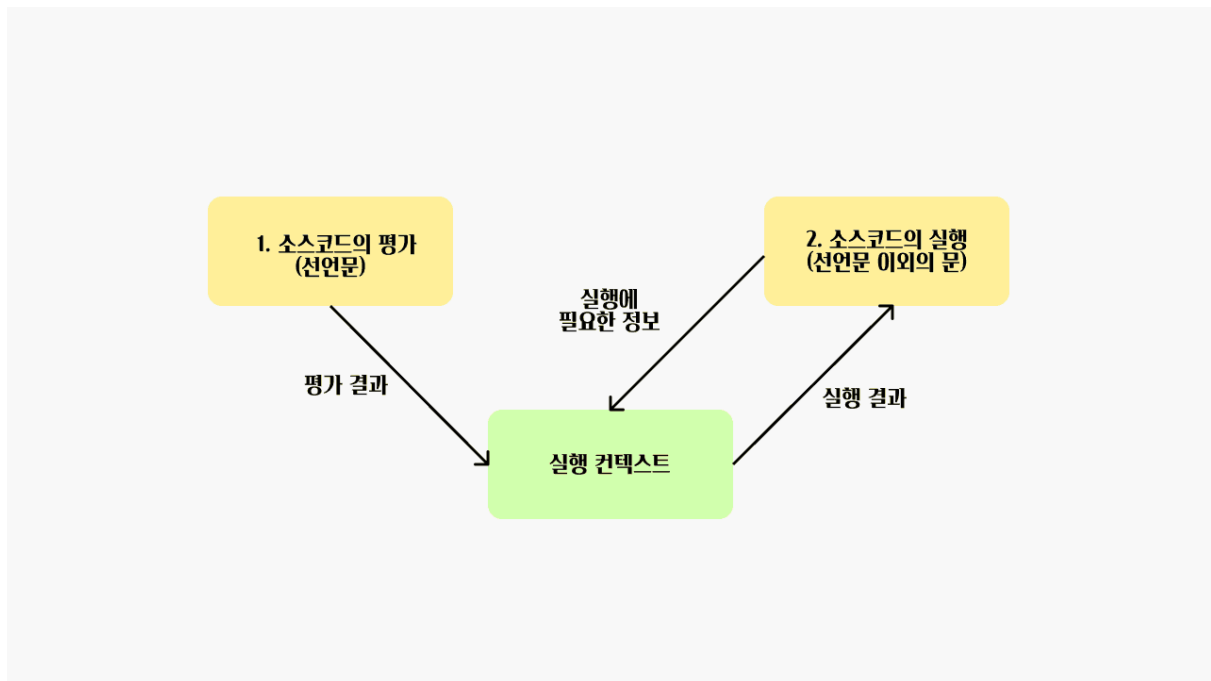 1. 소스코드의 평가
(선언문)
2. 소스코드의 실행
(선언문 이외의 문)
실행에
필요한 정보
평가 결과
실행 결과
실행 컨텍스트